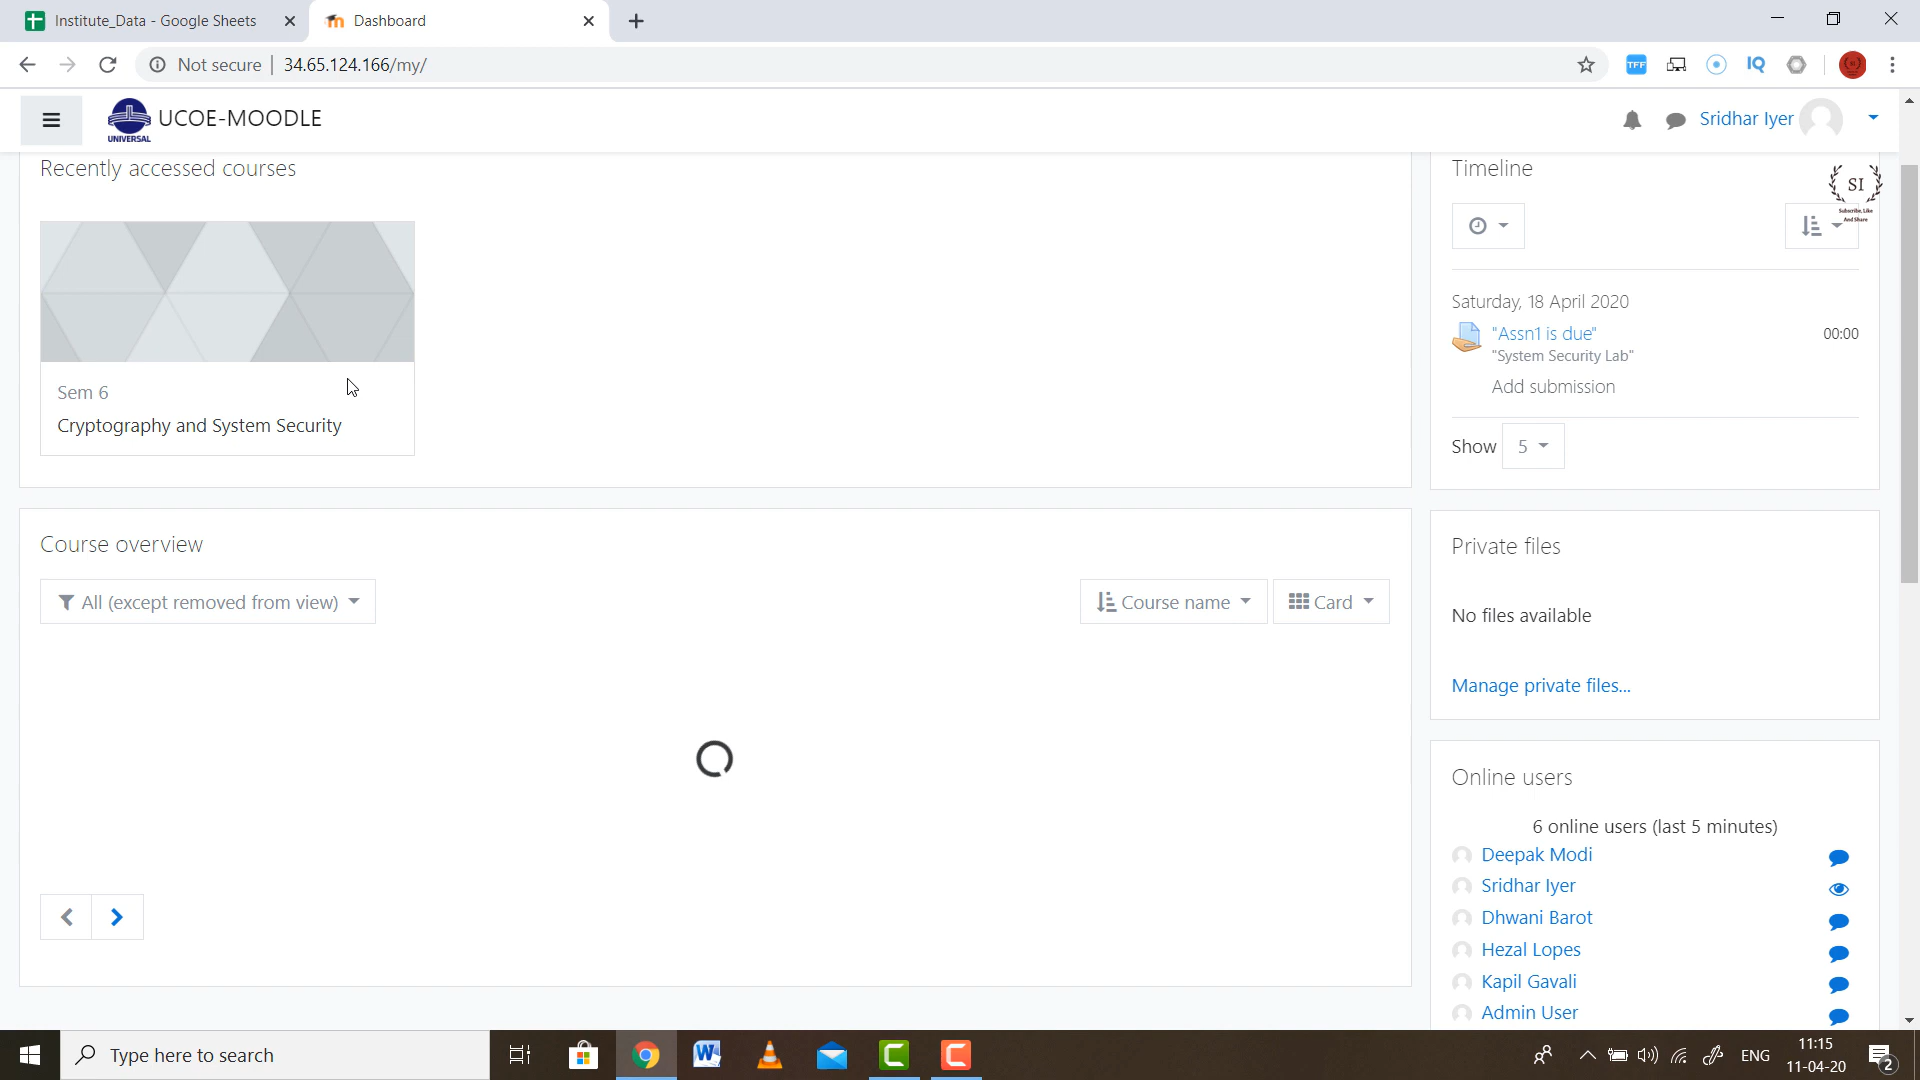 Institute_Data - Google Sheets
Dashboard
Not secure
34.65.124.166/my/
TFF
IQ
UNIVERSAL
UCOE-MOODLE
Sridhar Iyer
Recently accessed courses
Sem 6
Cryptography and System Security
Timeline
SI
Subscribe, Like
And Share
Saturday, 18 April 2020
"Assn1 is due"
00:00
"System Security Lab"
Add submission
Show 5
Course overview
All (except removed from view)
Course name
Card
Private files
No files available
Manage private files...
Online users
6 online users (last 5 minutes)
Deepak Modi
Sridhar Iyer
Dhwani Barot
Hezal Lopes
Kapil Gavali
Admin User
Type here to search
ENG
11:15
11-04-20
2